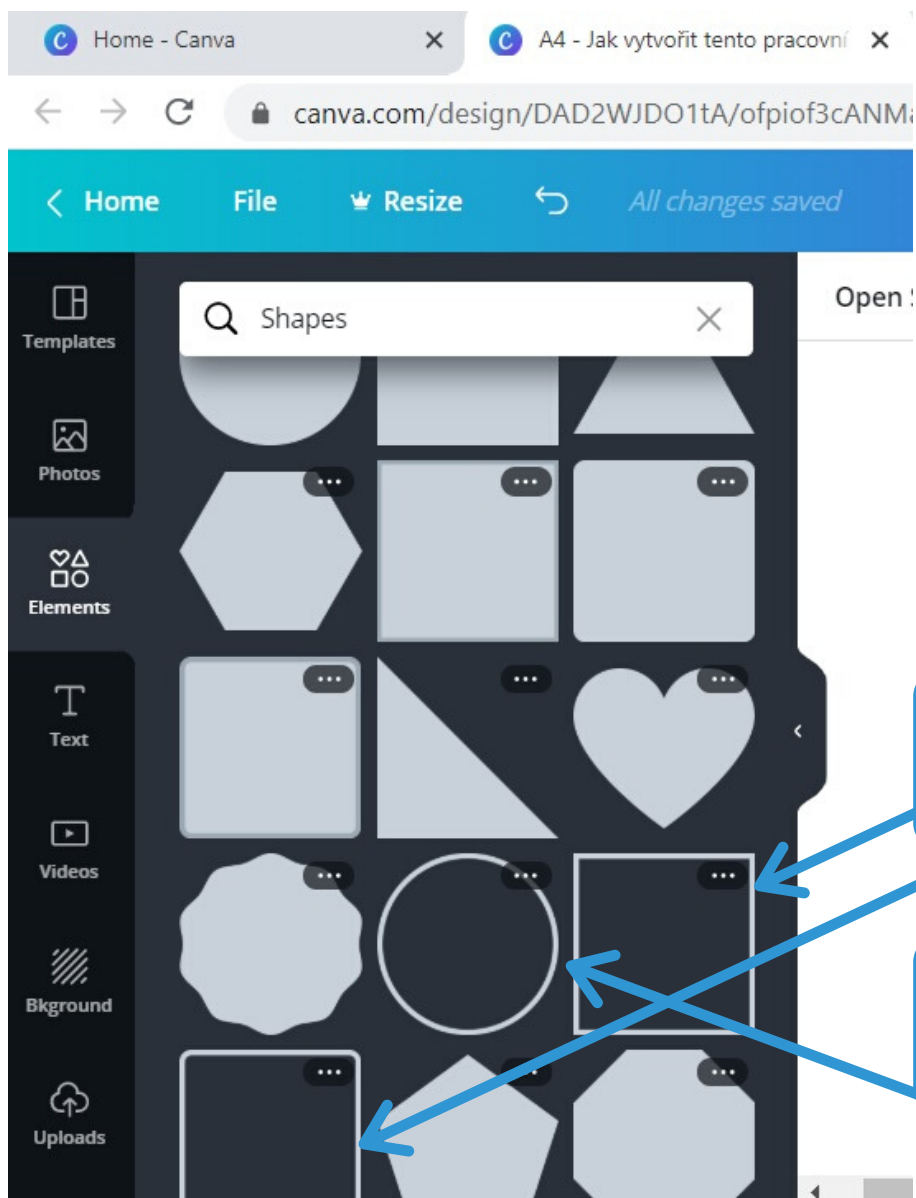 Home - Canva
A4 - Jak vytvořit tento pracovní
canva.com/design/DAD2WJDO1tA/ofpiof3cANMa
Home File Resize All changes saved
Templates
Shapes
Open
Photos
Elements
Text
Videos
Bkground
Uploads